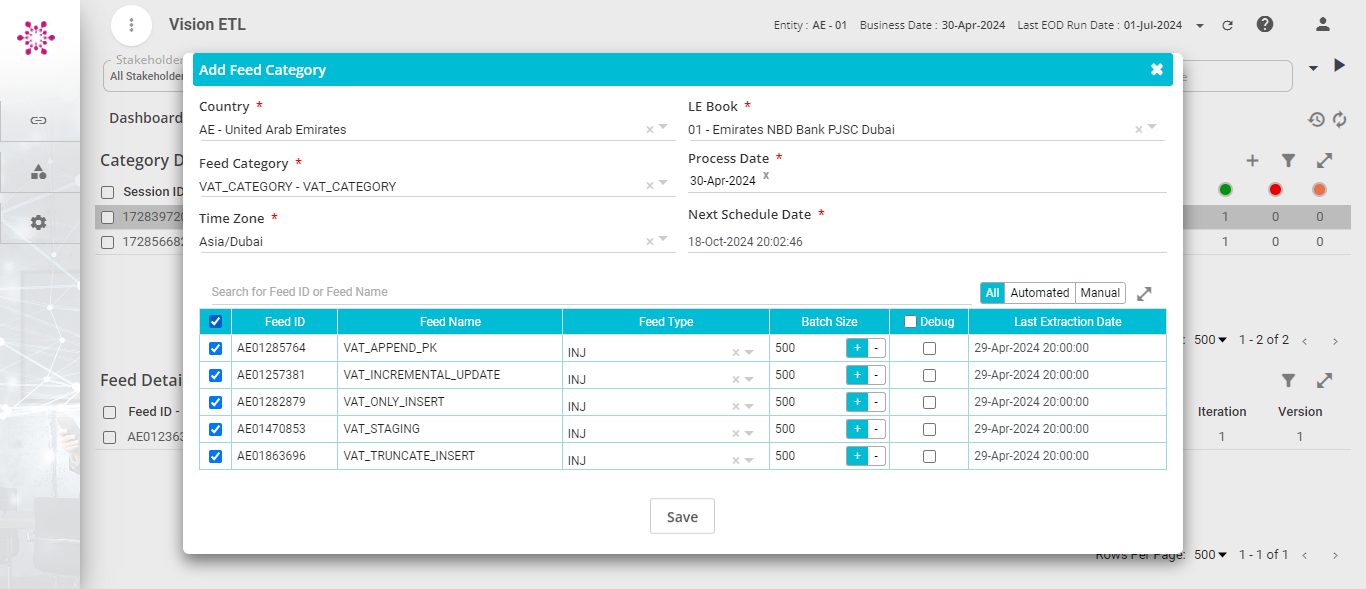 Vision ETL
Entity : AE - 01 Business Date : 30-Apr-2024 Last EOD Run Date : 01-Jul-2024
Stakeholder
All Stakeholder
Add Feed Category
Country *
LE Book *
AE - United Arab Emirates
01 - Emirates NBD Bank PJSC Dubai
Dashboard
Feed Category *
Process Date *
Category D
VAT_CATEGORY - VAT_CATEGORY
30-Apr-2024 x
Session ID
Time Zone *
Next Schedule Date *
172839720
1 0 0
Asia/Dubai
18-Oct-2024 20:02:46
17285668
1 0 0
Search for Feed ID or Feed Name
All Automated Manual
Feed ID Feed Name Feed Type Batch Size Debug Last Extraction Date
AE01285764 VAT_APPEND_PK INJ 500 + - 29-Apr-2024 20:00:00
AE01257381 VAT_INCREMENTAL_UPDATE INJ 500 + - 29-Apr-2024 20:00:00
AE01282879 VAT_ONLY_INSERT INJ 500 + - 29-Apr-2024 20:00:00
AE01470853 VAT_STAGING INJ 500 + - 29-Apr-2024 20:00:00
AE01863696 VAT_TRUNCATE_INSERT INJ 500 + - 29-Apr-2024 20:00:00
500 1 - 2 of 2
Feed Detai
Feed ID -
Iteration Version
AE012363
1 1
Save
Rows Per Page: 500 1 - 1 of 1